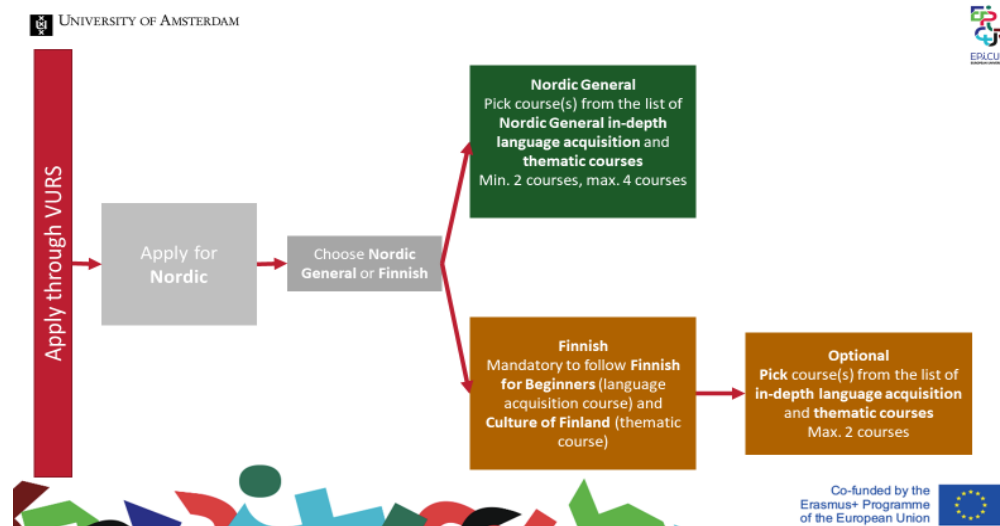 UNIVERSITY OF AMSTERDAM
EPICU
Apply through VURS
Apply for
Nordic
Choose Nordic
General or Finnish
Nordic General
Pick course(s) from the list of
Nordic General in-depth
language acquisition and
thematic courses
Min. 2 courses, max. 4 courses
Finnish
Mandatory to follow Finnish
for Beginners (language
acquisition course) and
Culture of Finland (thematic
course)
Optional
Pick course(s) from the list of
in-depth language acquisition
and thematic courses
Max. 2 courses
Co-funded by the
Erasmus+ Programme
of the European Union